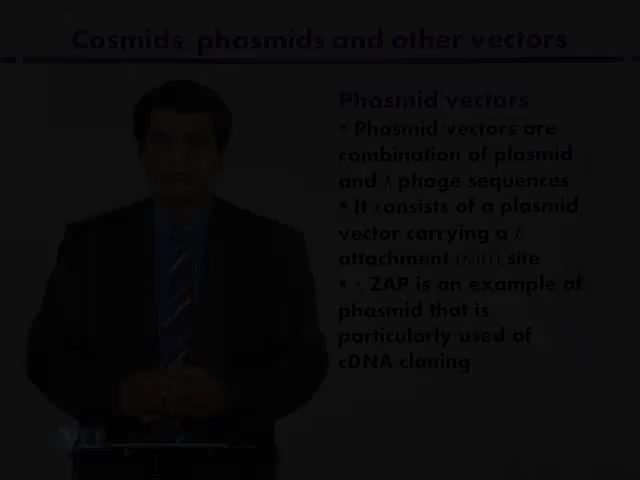 Cosmids phasmids and other vectors
Phasmid vectors
• Phasmid vectors are
combination of plasmid
and λ phage sequences
• It consists of a plasmid
vector carrying a λ
attachment (λatt) site
• λ ZAP is an example of
phasmid that is
particularly used of
cDNA cloning